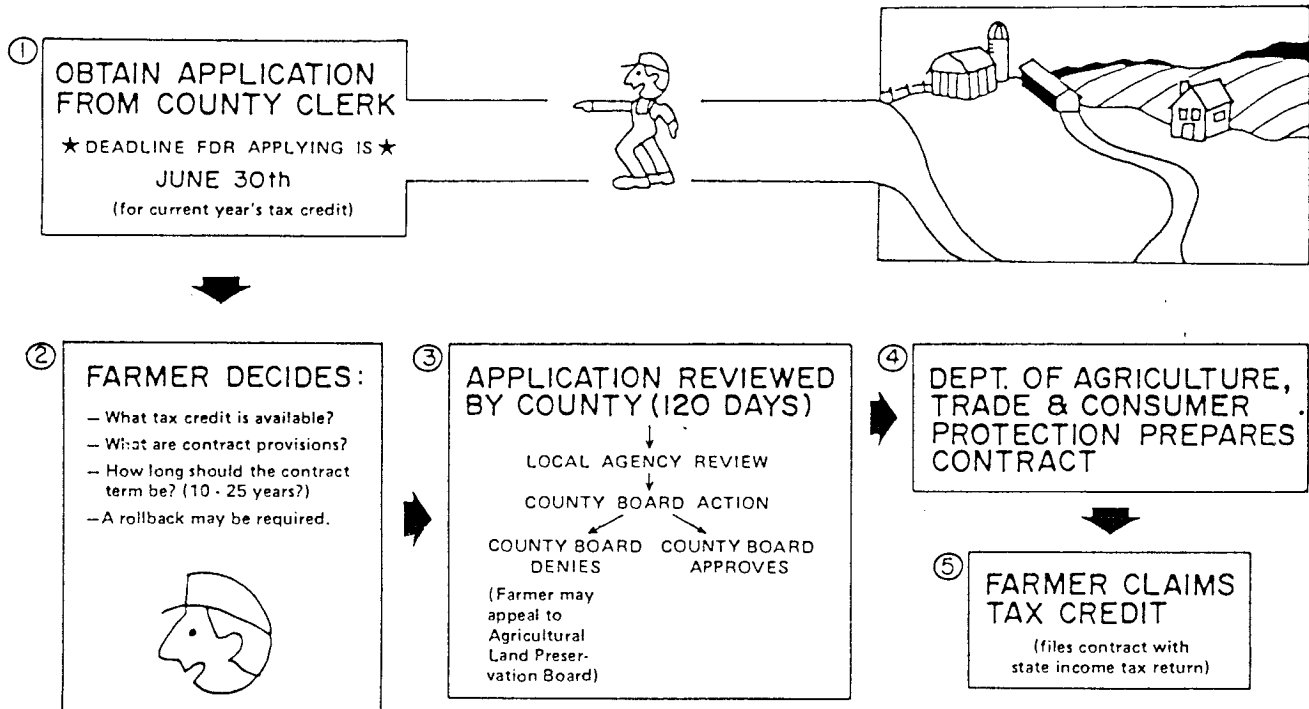 ①
OBTAIN APPLICATION
FROM COUNTY CLERK
★ DEADLINE FOR APPLYING IS ★
JUNE 30th
(for current year's tax credit)
②
FARMER DECIDES:
— What tax credit is available?
— What are contract provisions?
— How long should the contract
term be? (10 - 25 years?)
— A rollback may be required.
③
APPLICATION REVIEWED
BY COUNTY (120 DAYS)
LOCAL AGENCY REVIEW
COUNTY BOARD ACTION
COUNTY BOARD
DENIES
COUNTY BOARD
APPROVES
(Farmer may
appeal to
Agricultural
Land Preser-
vation Board)
④
DEPT. OF AGRICULTURE,
TRADE & CONSUMER
PROTECTION PREPARES
CONTRACT
⑤
FARMER CLAIMS
TAX CREDIT
(files contract with
state income tax return)